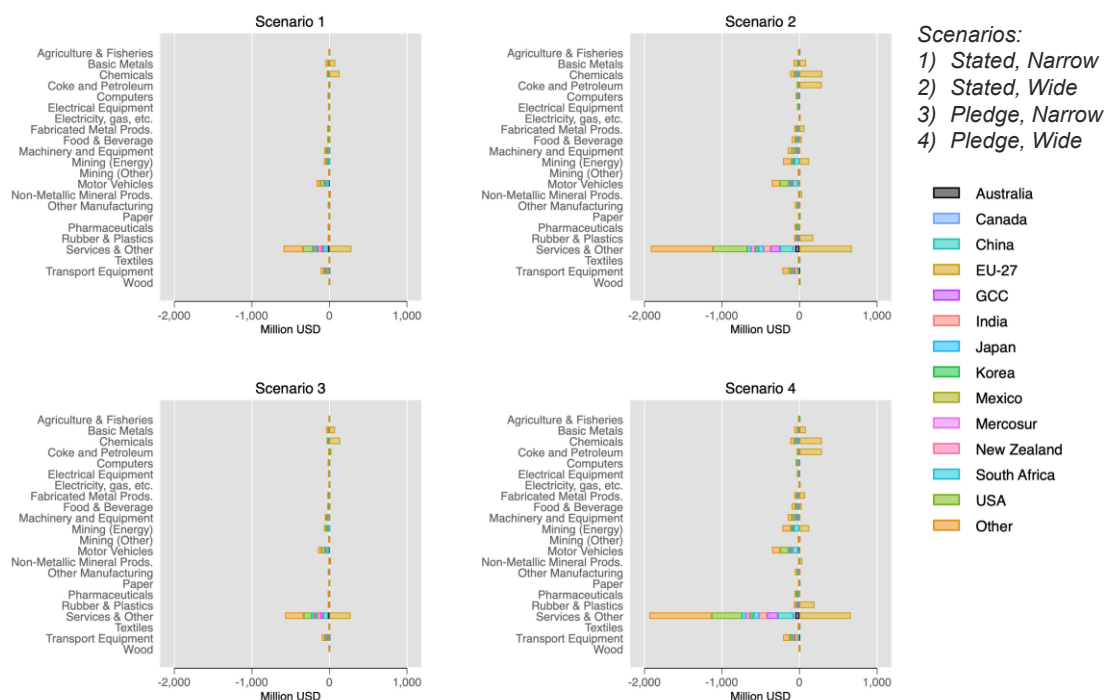 Scenario 1
Agriculture & Fisheries
Basic Metals
Chemicals
Coke and Petroleum
Computers
Electrical Equipment
Electricity, gas, etc.
Fabricated Metal Prods.
Food & Beverage
Machinery and Equipment
Mining (Energy)
Mining (Other)
Motor Vehicles
Non-Metallic Mineral Prods.
Other Manufacturing
Paper
Pharmaceuticals
Rubber & Plastics
Services & Other
Textiles
Transport Equipment
Wood
-2,000 -1,000 0 1,000
Million USD
Scenario 2
Agriculture & Fisheries
Basic Metals
Chemicals
Coke and Petroleum
Computers
Electrical Equipment
Electricity, gas, etc.
Fabricated Metal Prods.
Food & Beverage
Machinery and Equipment
Mining (Energy)
Mining (Other)
Motor Vehicles
Non-Metallic Mineral Prods.
Other Manufacturing
Paper
Pharmaceuticals
Rubber & Plastics
Services & Other
Textiles
Transport Equipment
Wood
-2,000 -1,000 0 1,000
Million USD
Scenarios:
1) Stated, Narrow
2) Stated, Wide
3) Pledge, Narrow
4) Pledge, Wide
Australia
Canada
China
EU-27
GCC
India
Japan
Korea
Mexico
Mercosur
New Zealand
South Africa
USA
Other
Scenario 3
Agriculture & Fisheries
Basic Metals
Chemicals
Coke and Petroleum
Computers
Electrical Equipment
Electricity, gas, etc.
Fabricated Metal Prods.
Food & Beverage
Machinery and Equipment
Mining (Energy)
Mining (Other)
Motor Vehicles
Non-Metallic Mineral Prods.
Other Manufacturing
Paper
Pharmaceuticals
Rubber & Plastics
Services & Other
Textiles
Transport Equipment
Wood
-2,000 -1,000 0 1,000
Million USD
Scenario 4
Agriculture & Fisheries
Basic Metals
Chemicals
Coke and Petroleum
Computers
Electrical Equipment
Electricity, gas, etc.
Fabricated Metal Prods.
Food & Beverage
Machinery and Equipment
Mining (Energy)
Mining (Other)
Motor Vehicles
Non-Metallic Mineral Prods.
Other Manufacturing
Paper
Pharmaceuticals
Rubber & Plastics
Services & Other
Textiles
Transport Equipment
Wood
-2,000 -1,000 0 1,000
Million USD